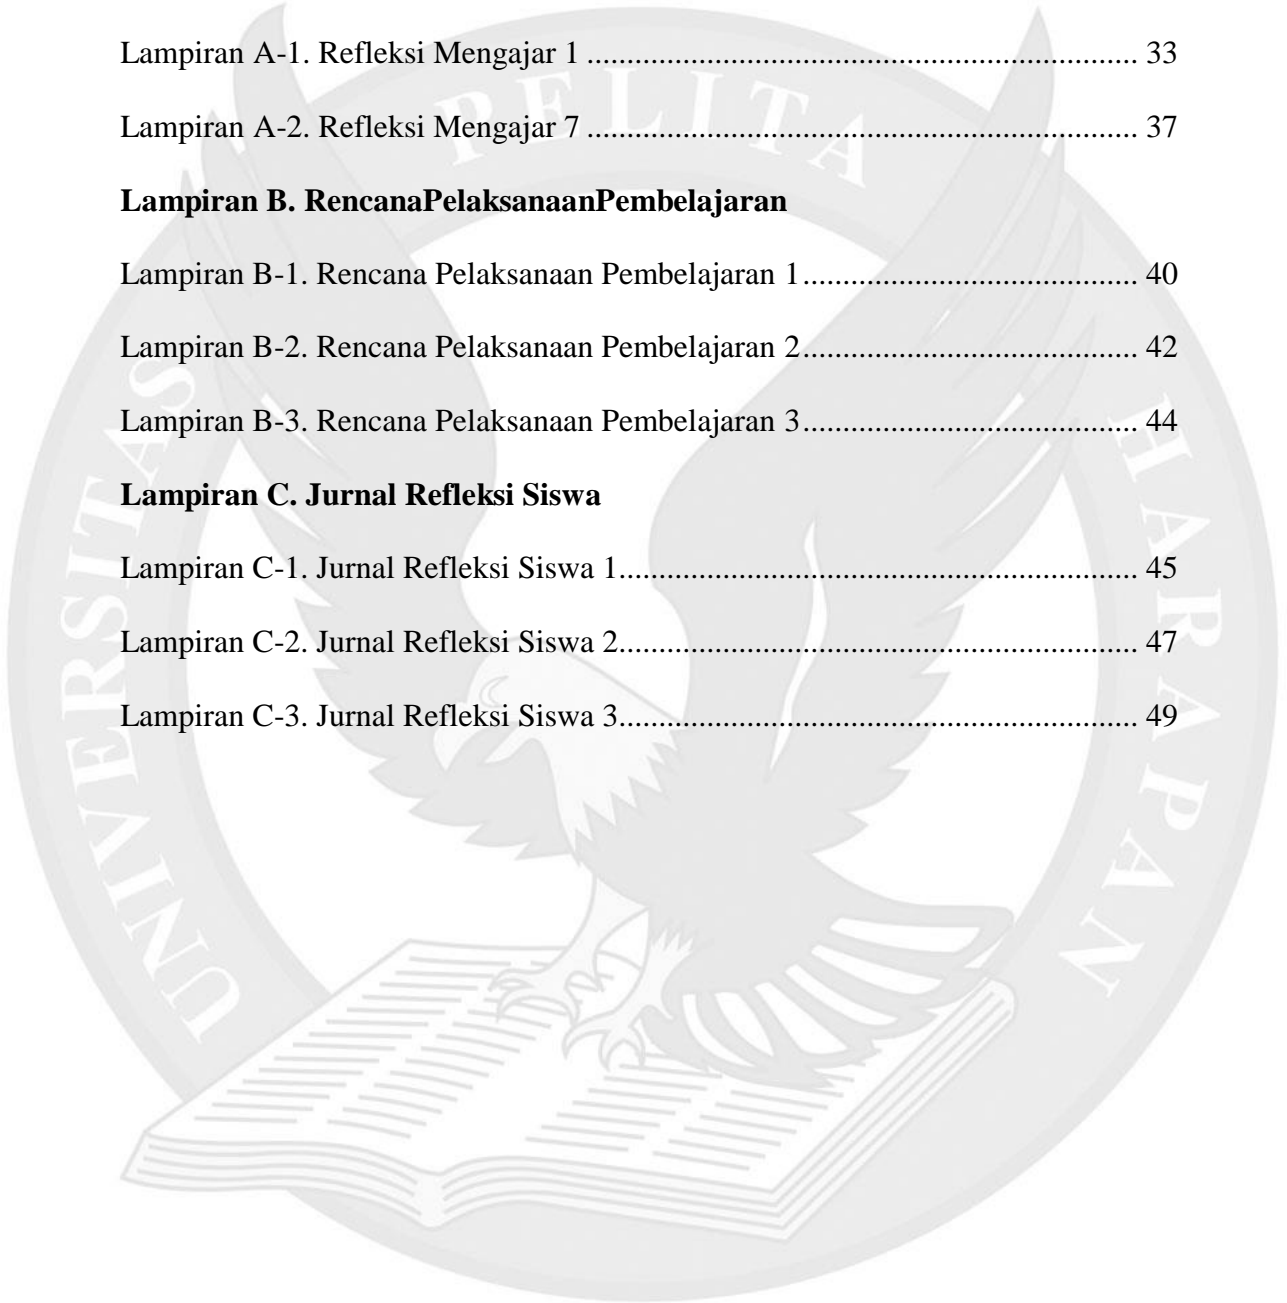 Lampiran A-1. Refleksi Mengajar 1 ...................................................................... 33
Lampiran A-2. Refleksi Mengajar 7 ...................................................................... 37
Lampiran B. RencanaPelaksanaanPembelajaran
Lampiran B-1. Rencana Pelaksanaan Pembelajaran 1.......................................... 40
Lampiran B-2. Rencana Pelaksanaan Pembelajaran 2.......................................... 42
Lampiran B-3. Rencana Pelaksanaan Pembelajaran 3.......................................... 44
Lampiran C. Jurnal Refleksi Siswa
Lampiran C-1. Jurnal Refleksi Siswa 1.................................................................. 45
Lampiran C-2. Jurnal Refleksi Siswa 2.................................................................. 47
Lampiran C-3. Jurnal Refleksi Siswa 3.................................................................. 49
UNIVERSITAS PELITA HARAPAN